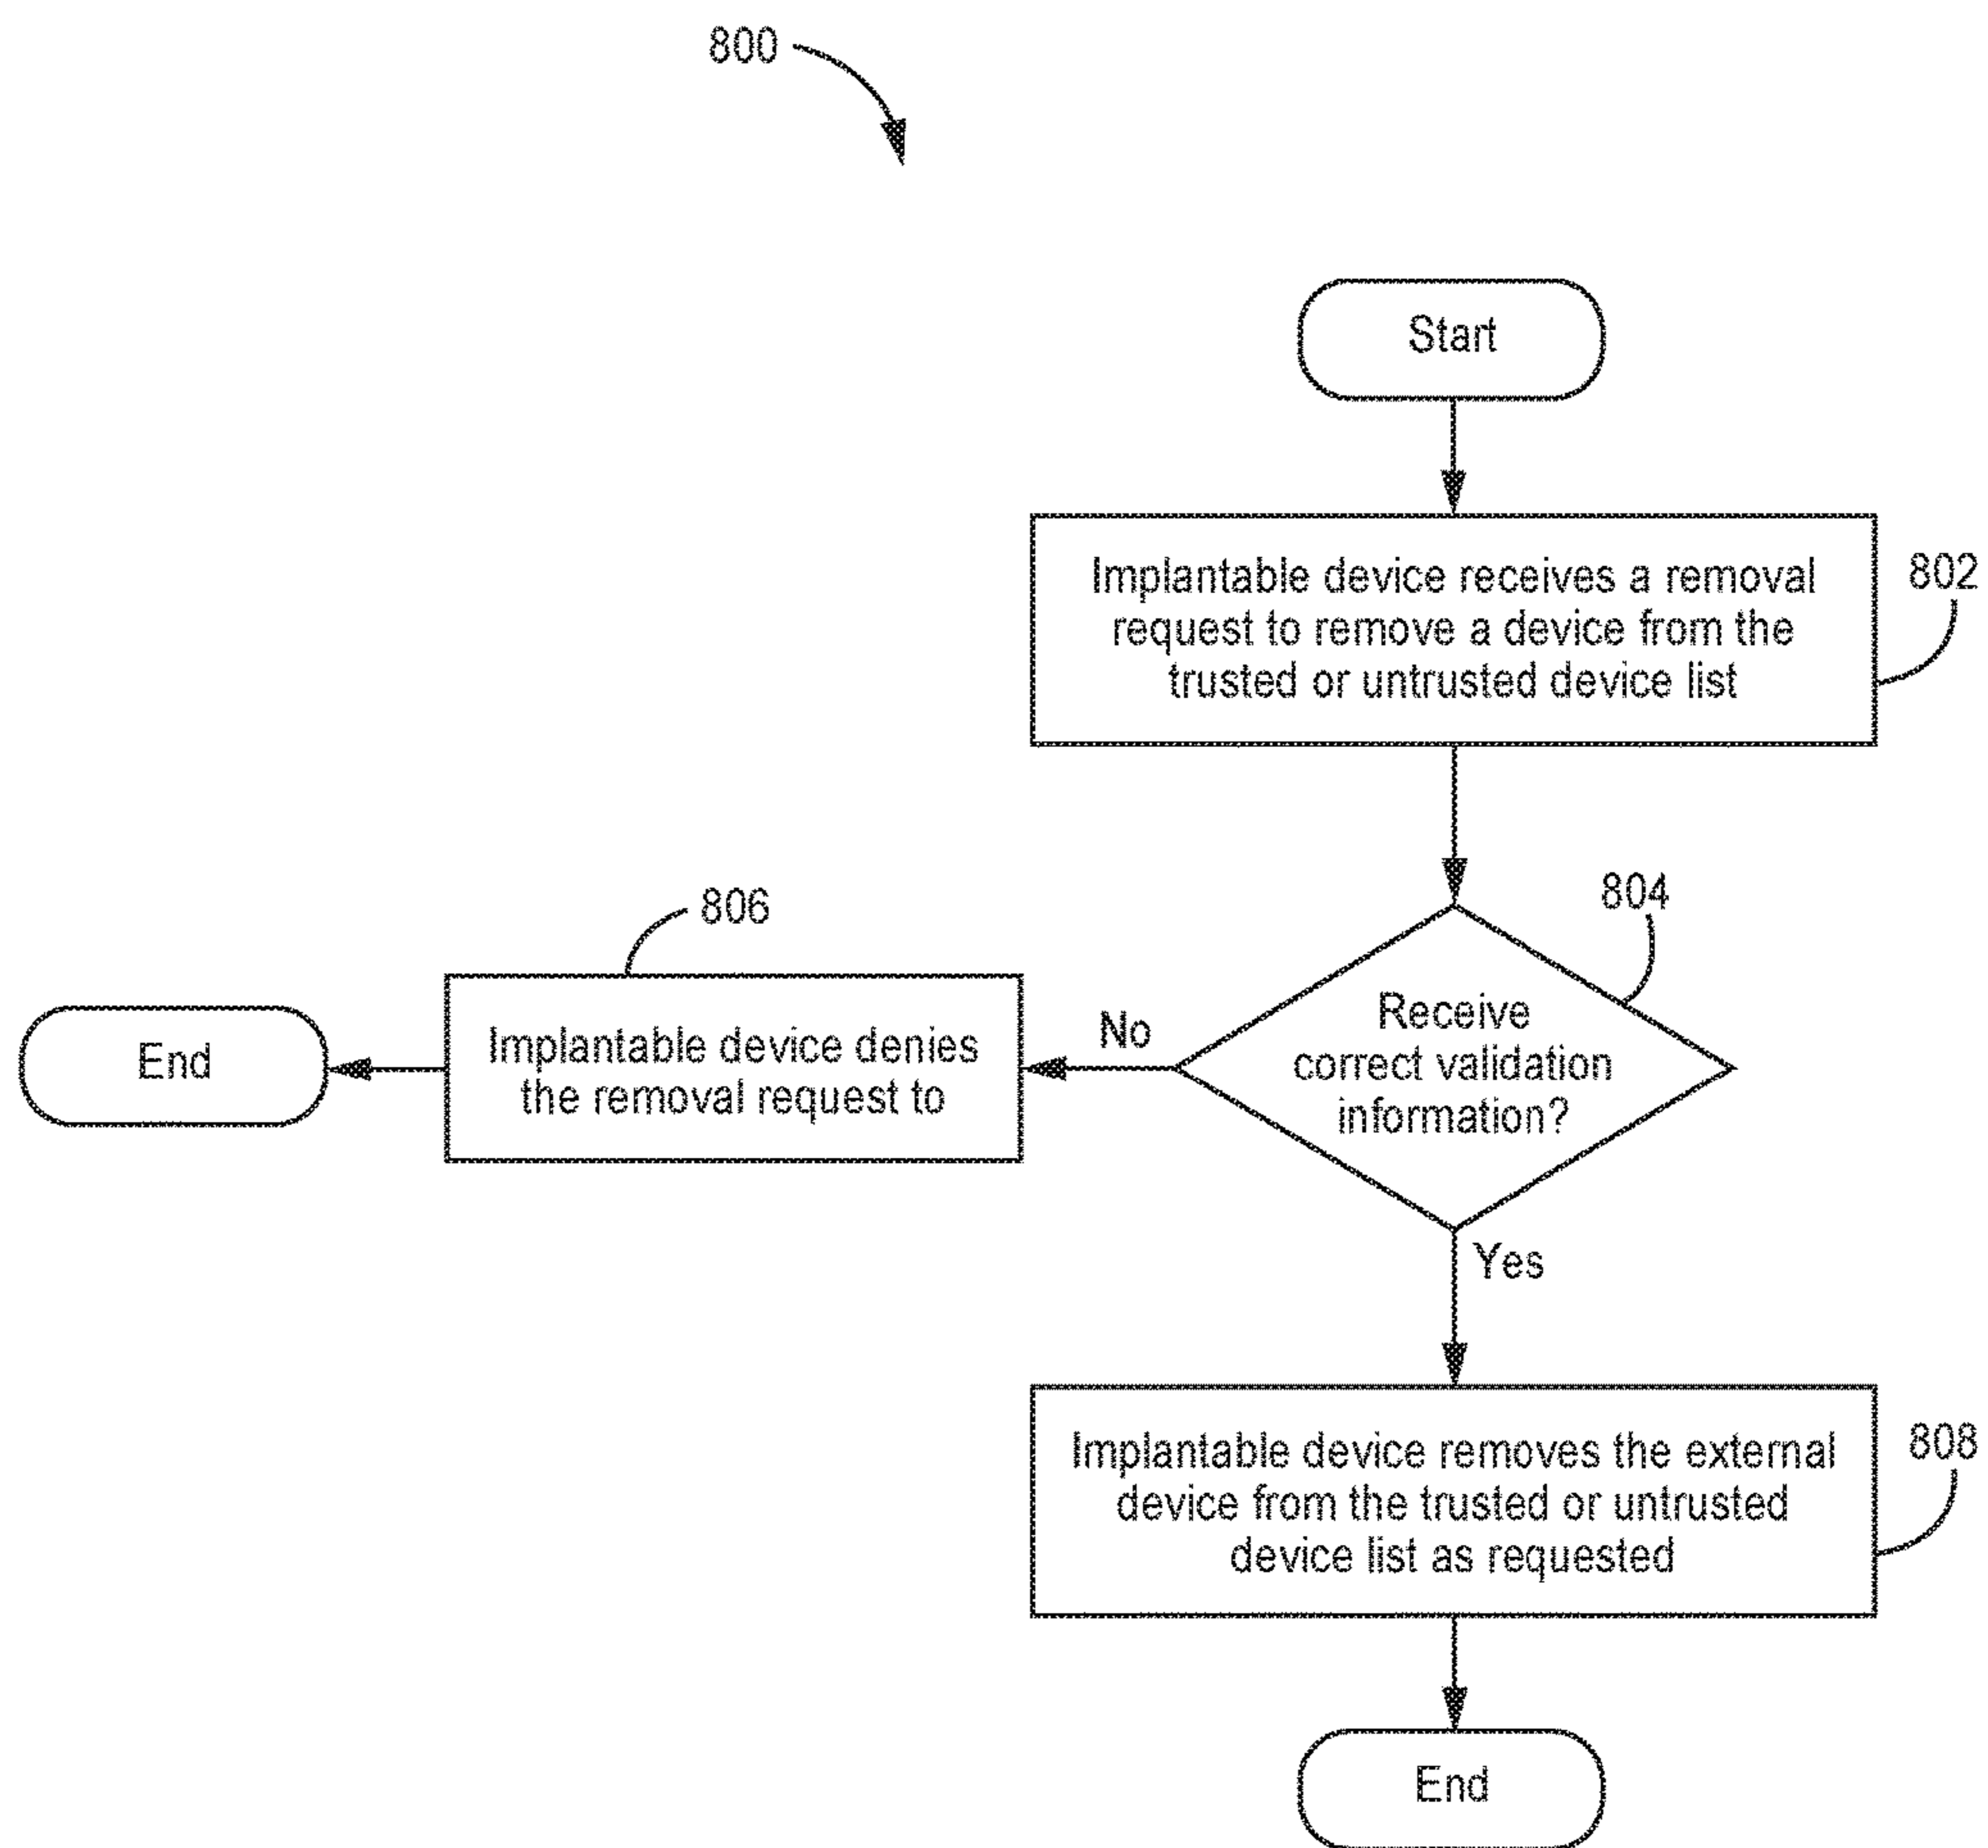 800
Start
Implantable device receives a removal
request to remove a device from the
trusted or untrusted device list
802
804
Receive
correct validation
information?
No
806
Implantable device denies
the removal request to
End
Yes
Implantable device removes the external
device from the trusted or untrusted
device list as requested
808
End